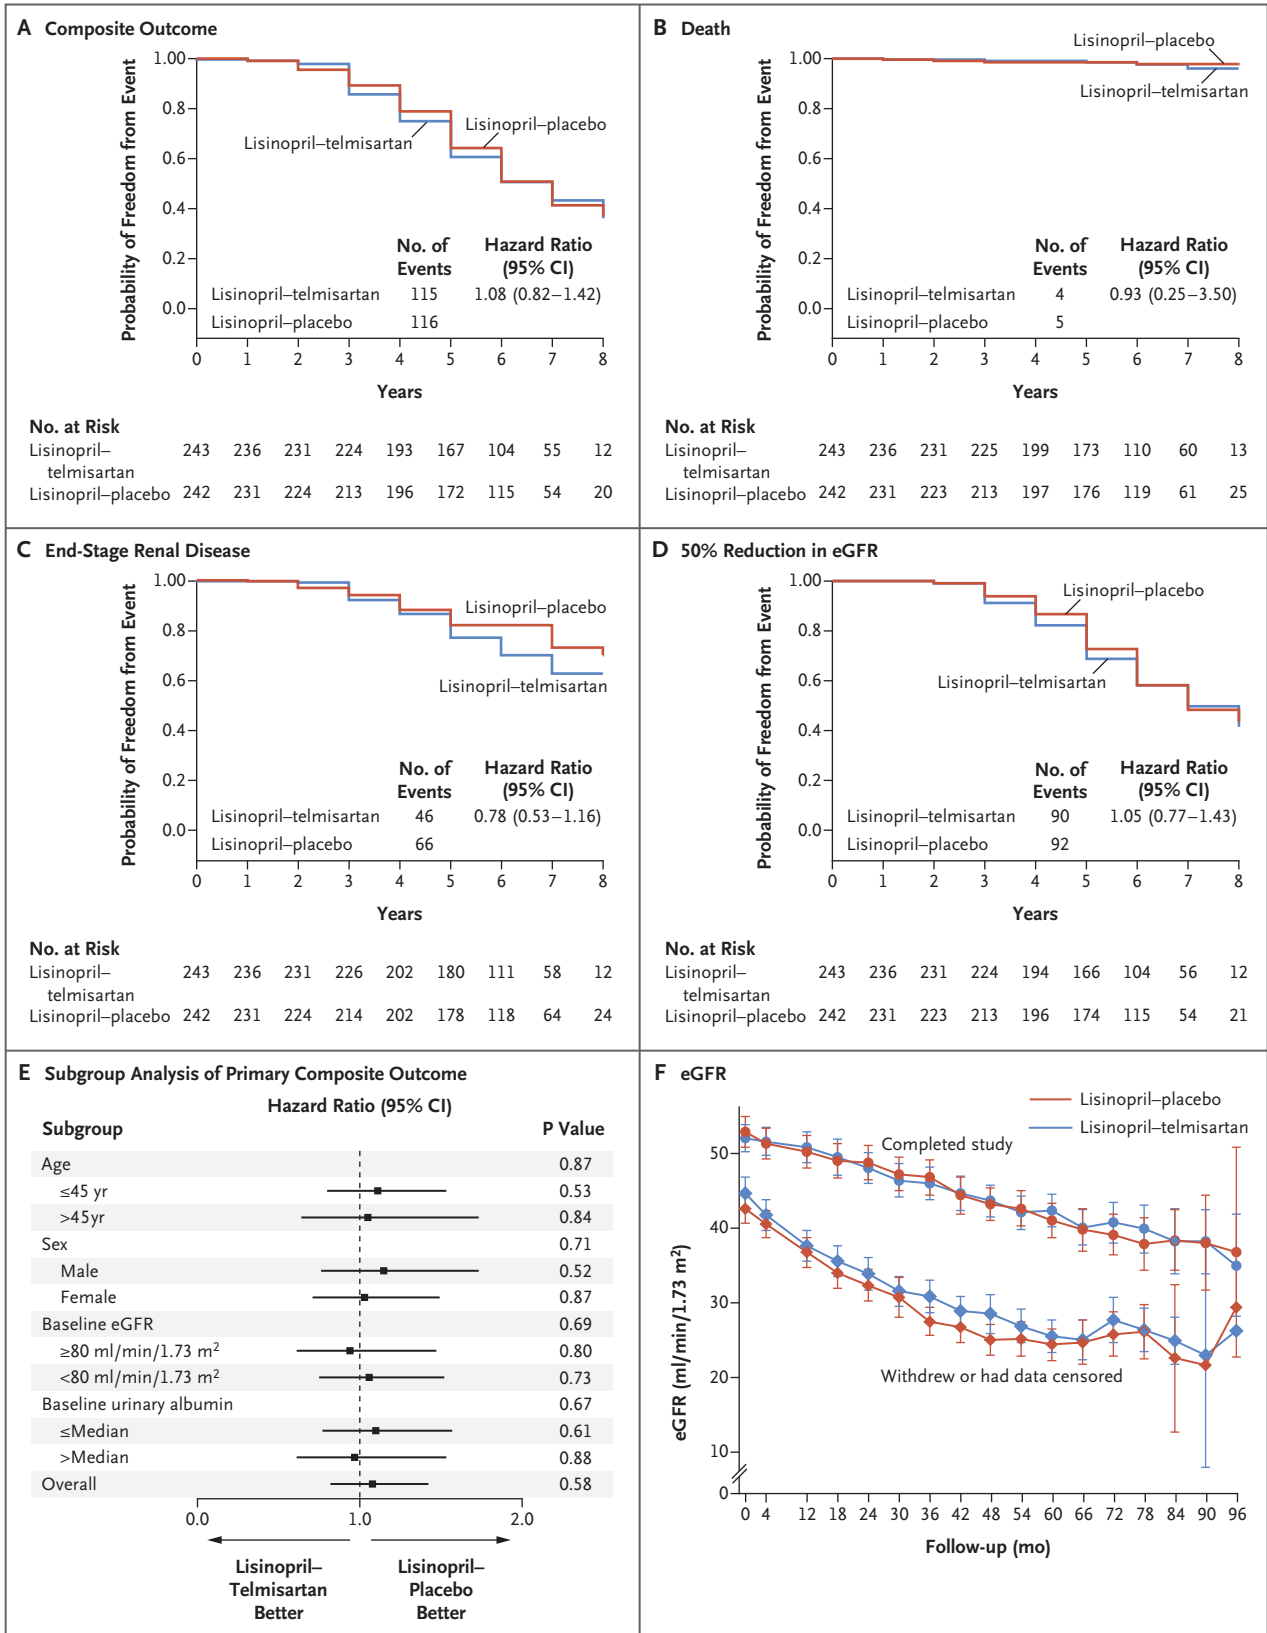 A Composite Outcome
Probability of Freedom from Event
1.00
0.8
0.6
0.4
0.2
0.0
Lisinopril–telmisartan
Lisinopril–placebo
No. of Events Hazard Ratio (95% CI)
Lisinopril–telmisartan 115 1.08 (0.82–1.42)
Lisinopril–placebo 116
0 1 2 3 4 5 6 7 8
Years
No. at Risk
Lisinopril–telmisartan 243 236 231 224 193 167 104 55 12
Lisinopril–placebo 242 231 224 213 196 172 115 54 20
B Death
Probability of Freedom from Event
1.00
0.8
0.6
0.4
0.2
0.0
Lisinopril–placebo
Lisinopril–telmisartan
No. of Events Hazard Ratio (95% CI)
Lisinopril–telmisartan 4 0.93 (0.25–3.50)
Lisinopril–placebo 5
0 1 2 3 4 5 6 7 8
Years
No. at Risk
Lisinopril–telmisartan 243 236 231 225 199 173 110 60 13
Lisinopril–placebo 242 231 223 213 197 176 119 61 25
C End-Stage Renal Disease
Probability of Freedom from Event
1.00
0.8
0.6
0.4
0.2
0.0
Lisinopril–placebo
Lisinopril–telmisartan
No. of Events Hazard Ratio (95% CI)
Lisinopril–telmisartan 46 0.78 (0.53–1.16)
Lisinopril–placebo 66
0 1 2 3 4 5 6 7 8
Years
No. at Risk
Lisinopril–telmisartan 243 236 231 226 202 180 111 58 12
Lisinopril–placebo 242 231 224 214 202 178 118 64 24
D 50% Reduction in eGFR
Probability of Freedom from Event
1.00
0.8
0.6
0.4
0.2
0.0
Lisinopril–placebo
Lisinopril–telmisartan
No. of Events Hazard Ratio (95% CI)
Lisinopril–telmisartan 90 1.05 (0.77–1.43)
Lisinopril–placebo 92
0 1 2 3 4 5 6 7 8
Years
No. at Risk
Lisinopril–telmisartan 243 236 231 224 194 166 104 56 12
Lisinopril–placebo 242 231 223 213 196 174 115 54 21
E Subgroup Analysis of Primary Composite Outcome
Hazard Ratio (95% CI)
Subgroup P Value
Age 0.87
≤45 yr 0.53
>45yr 0.84
Sex 0.71
Male 0.52
Female 0.87
Baseline eGFR 0.69
≥80 ml/min/1.73 m² 0.80
<80 ml/min/1.73 m² 0.73
Baseline urinary albumin 0.67
≤Median 0.61
>Median 0.88
Overall 0.58
0.0 1.0 2.0
Lisinopril–Telmisartan Better
Lisinopril–Placebo Better
F eGFR
Lisinopril–placebo
Lisinopril–telmisartan
Completed study
Withdrew or had data censored
eGFR (ml/min/1.73 m²)
50
40
30
20
10
0
0 4 12 18 24 30 36 42 48 54 60 66 72 78 84 90 96
Follow-up (mo)